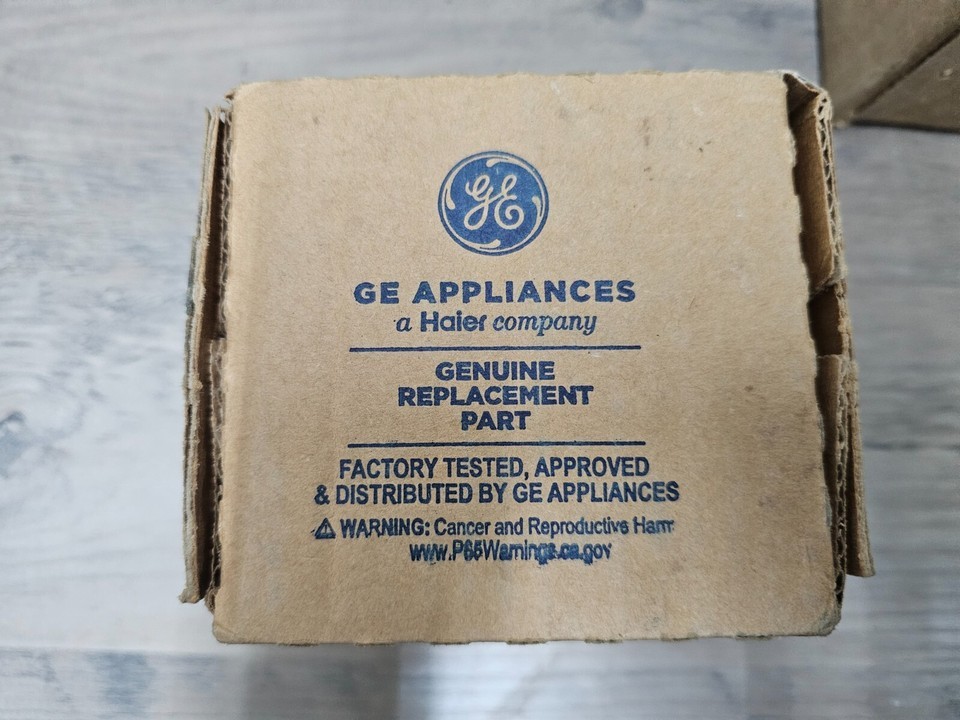 GE
GE APPLIANCES
a Haier company
GENUINE
REPLACEMENT
PART
FACTORY TESTED, APPROVED
& DISTRIBUTED BY GE APPLIANCES
⚠ WARNING: Cancer and Reproductive Harm
www.P65Warnings.ca.gov